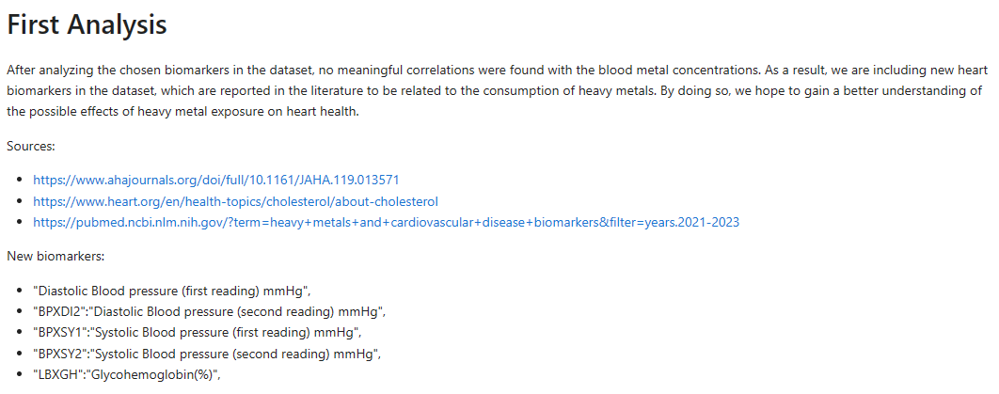 First Analysis
After analyzing the chosen biomarkers in the dataset, no meaningful correlations were found with the blood metal concentrations. As a result, we are including new heart
biomarkers in the dataset, which are reported in the literature to be related to the consumption of heavy metals. By doing so, we hope to gain a better understanding of
the possible effects of heavy metal exposure on heart health.
Sources:
• https://www.ahajournals.org/doi/full/10.1161/JAHA.119.013571
• https://www.heart.org/en/health-topics/cholesterol/about-cholesterol
• https://pubmed.ncbi.nlm.nih.gov/?term=heavy+metals+and+cardiovascular+disease+biomarkers&filter=years.2021-2023
New biomarkers:
• "Diastolic Blood pressure (first reading) mmHg",
• "BPXDI2":"Diastolic Blood pressure (second reading) mmHg",
• "BPXSY1":"Systolic Blood pressure (first reading) mmHg",
• "BPXSY2":"Systolic Blood pressure (second reading) mmHg",
• "LBXGH":"Glycohemoglobin(%)",